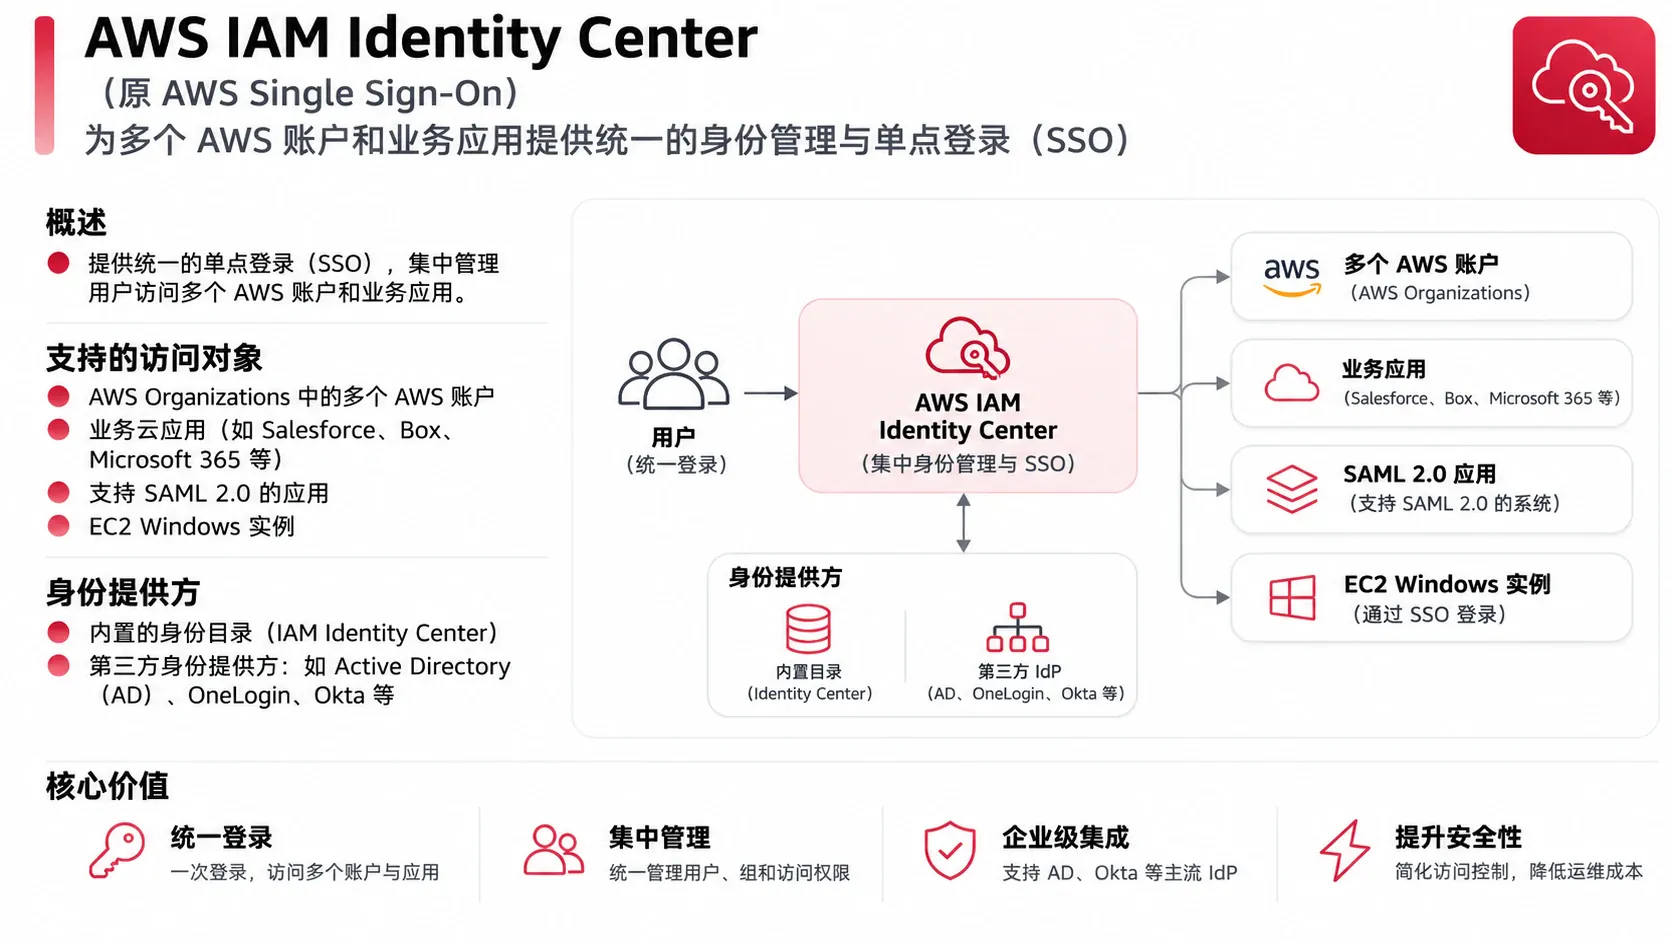 AWS IAM Identity Center
（原 AWS Single Sign-On）
为多个 AWS 账户和业务应用提供统一的身份管理与单点登录（SSO）
概述
提供统一的单点登录（SSO），集中管理
用户访问多个 AWS 账户和业务应用。
支持的访问对象
AWS Organizations 中的多个 AWS 账户
业务云应用（如 Salesforce、Box、
Microsoft 365 等）
支持 SAML 2.0 的应用
EC2 Windows 实例
身份提供方
内置的身份目录（IAM Identity Center）
第三方身份提供方：如 Active Directory
（AD）、OneLogin、Okta 等
用户
（统一登录）
AWS IAM
Identity Center
（集中身份管理与 SSO）
身份提供方
内置目录
（Identity Center）
第三方 IdP
（AD、OneLogin、Okta 等）
aws
多个 AWS 账户
（AWS Organizations）
业务应用
（Salesforce、Box、Microsoft 365 等）
SAML 2.0 应用
（支持 SAML 2.0 的系统）
EC2 Windows 实例
（通过 SSO 登录）
核心价值
统一登录
一次登录，访问多个账户与应用
集中管理
统一管理用户、组和访问权限
企业级集成
支持 AD、Okta 等主流 IdP
提升安全性
简化访问控制，降低运维成本